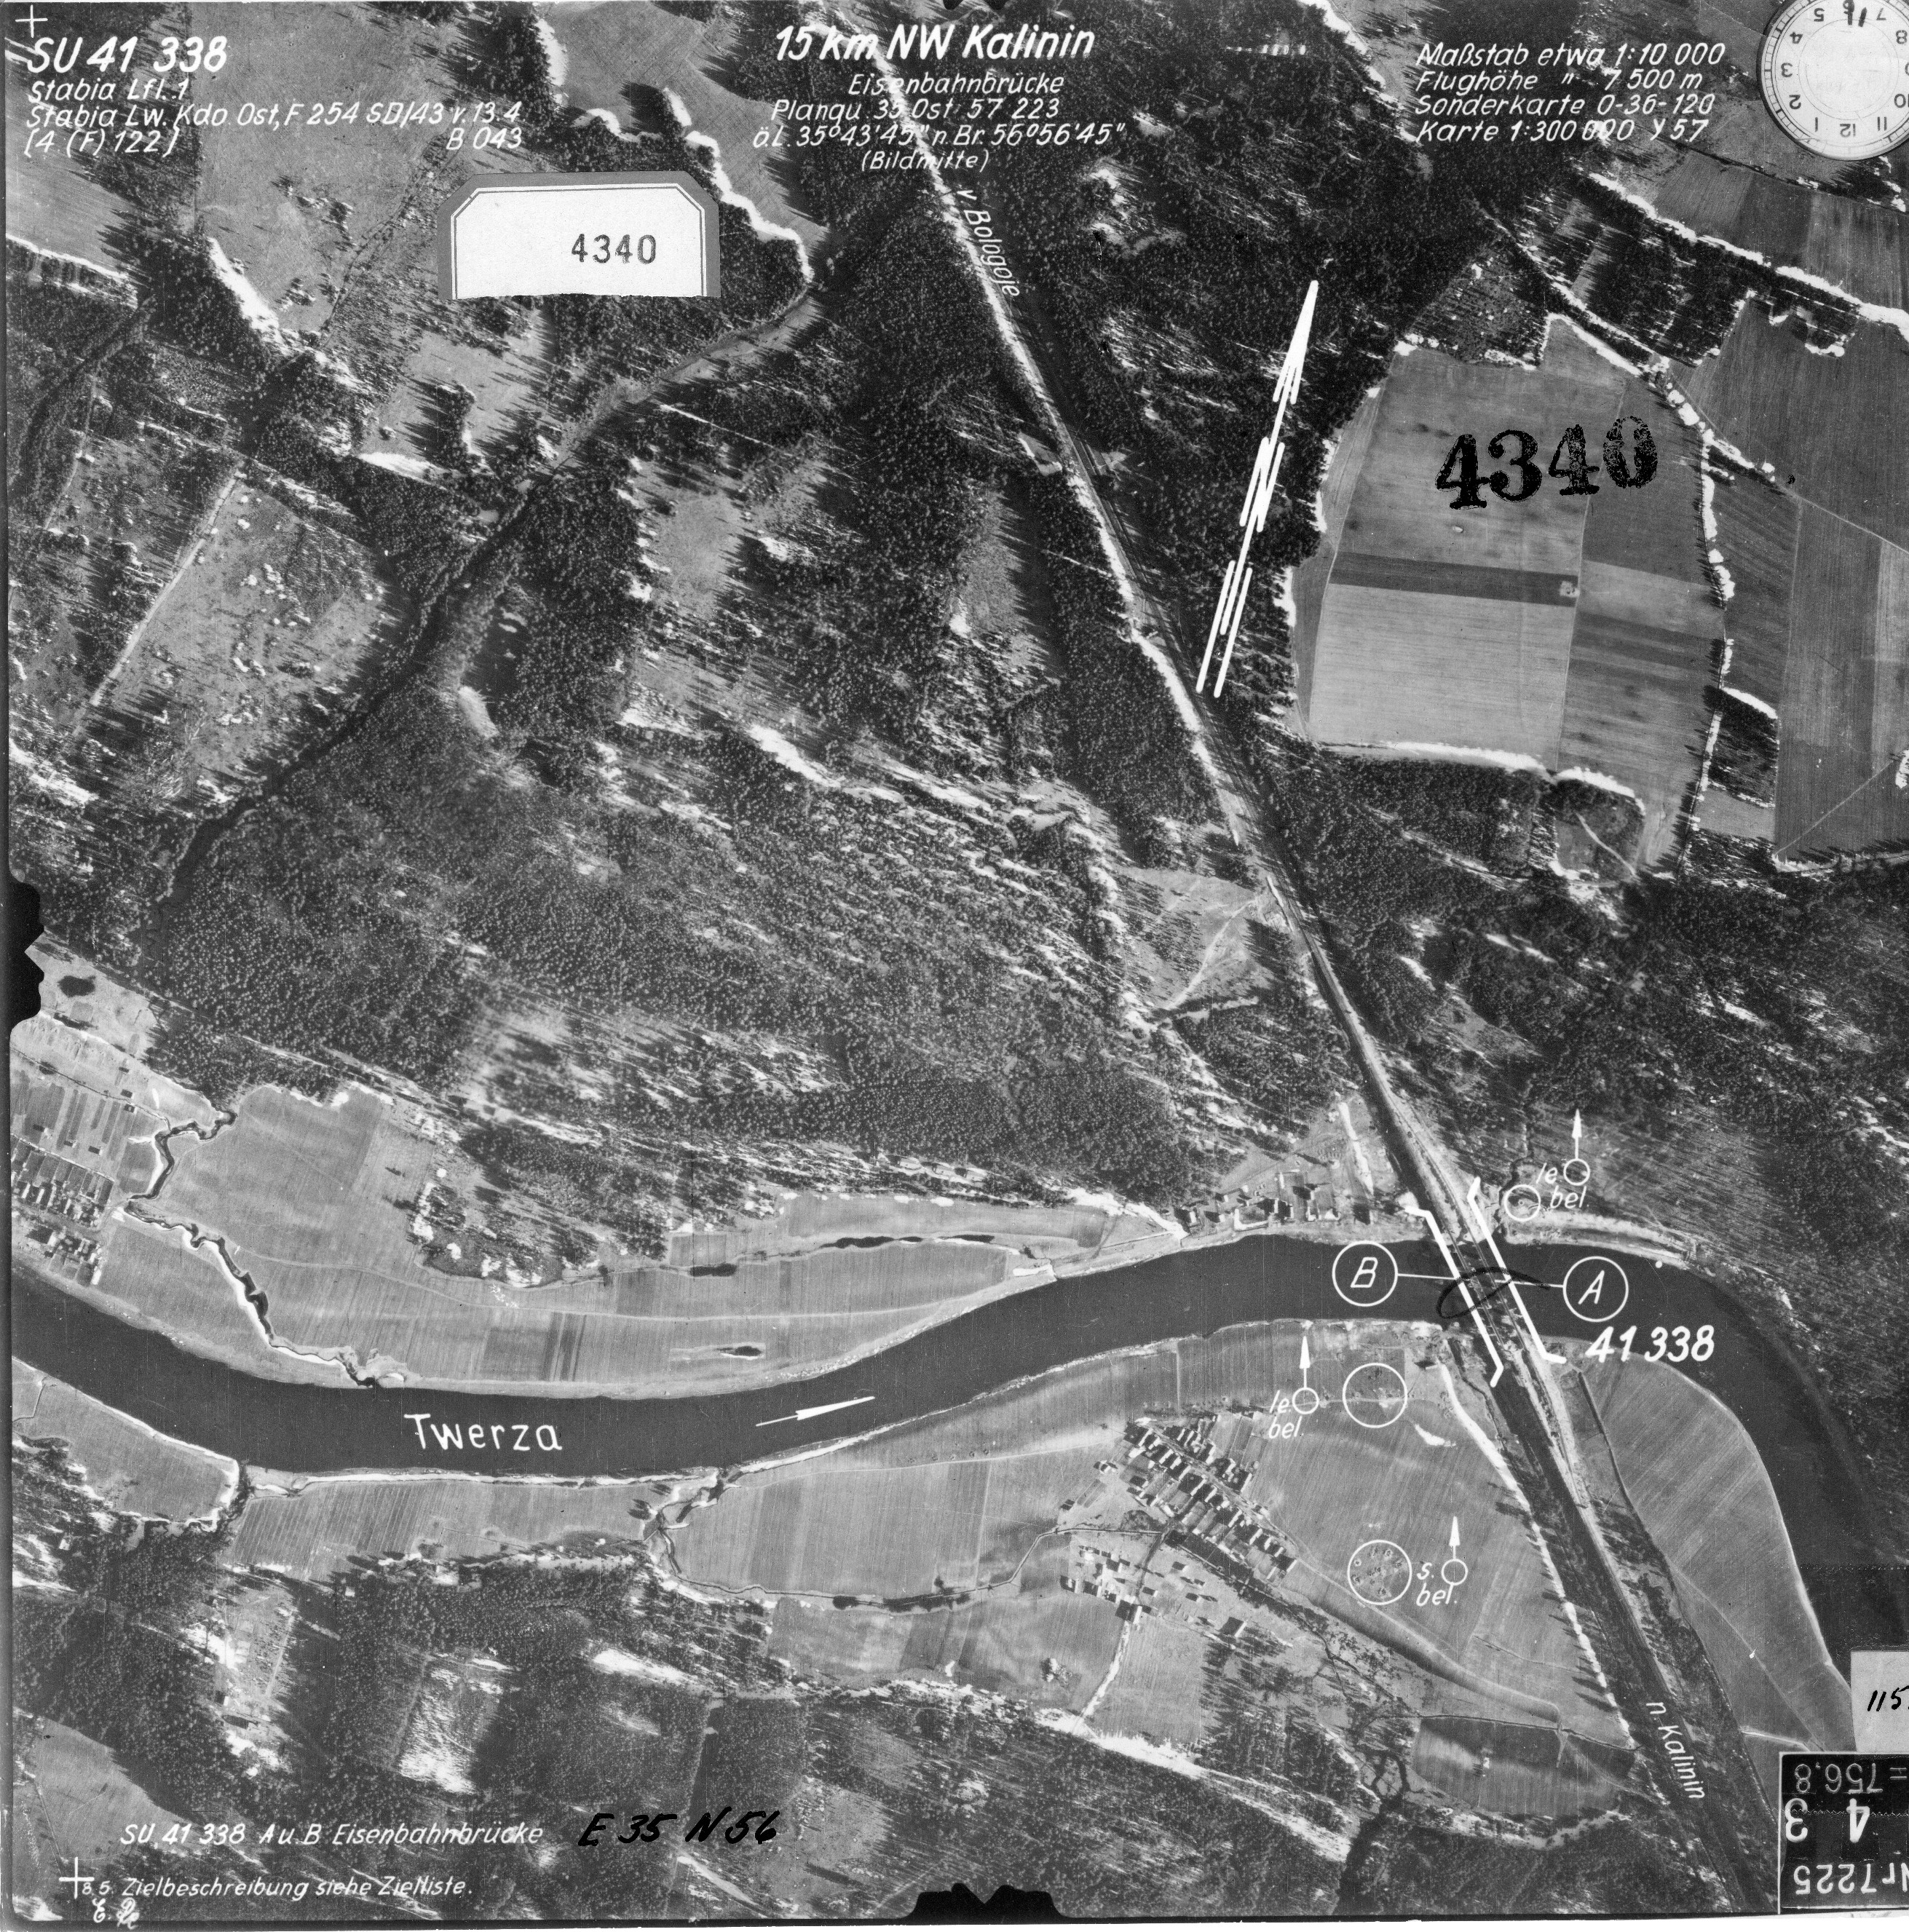 SU 41 338
Stabia Lfl. 1
Stabia Lw. Kdo Ost, F 254 SD/43 v. 13.4
[4 (F) 122] B 043
15 km NW Kalinin
Eisenbahnbrücke
Planqu. 35 Ost 57 223
ö.L. 35°43'45" n.Br. 56°56'45"
(Bildmitte)
Maßstab etwa 1:10 000
Flughöhe " 7 500 m
Sonderkarte O-36-120
Karte 1:300 000 Y 57
4340
v Bologoje
N
4340
le
bel
B
A
41 338
le
bel.
Twerza
s.
bel.
n Kalinin
115
= 756,8
4 3
Nr 7225
SU 41 338 A u. B Eisenbahnbrücke
E 35 N 56
8.5. Zielbeschreibung siehe Zielliste.